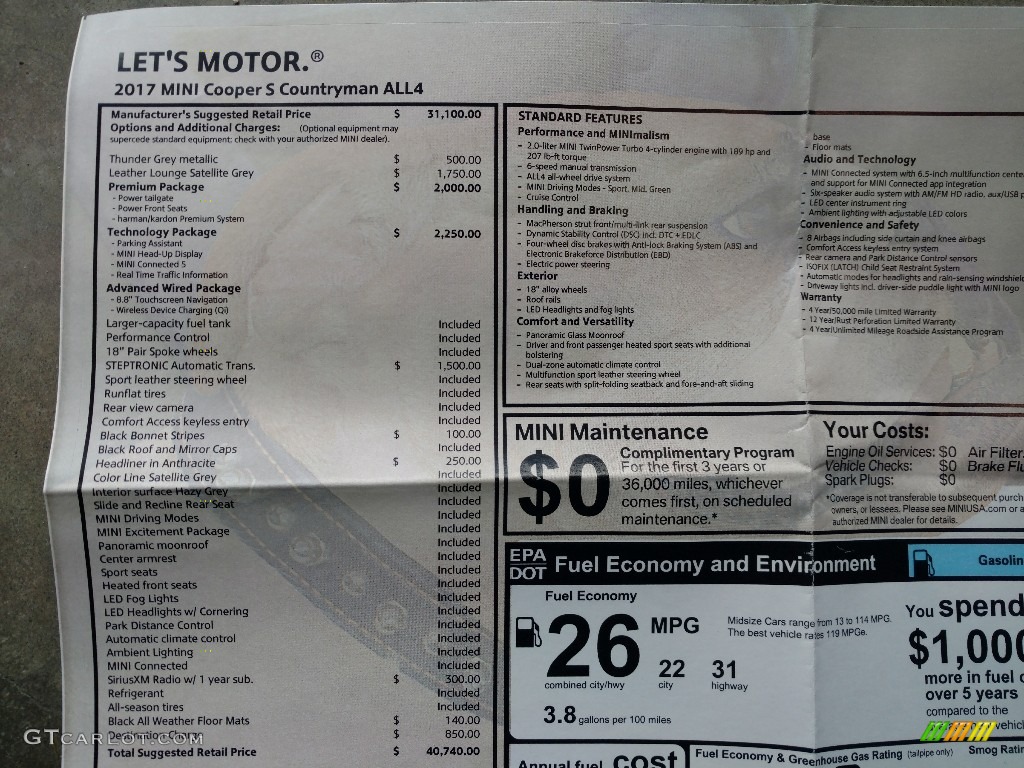 LET'S MOTOR.®
2017 MINI Cooper S Countryman ALL4
Manufacturer's Suggested Retail Price $ 31,100.00
Options and Additional Charges: (Optional equipment may
supercede standard equipment; check with your authorized MINI dealer).
Thunder Grey metallic $ 500.00
Leather Lounge Satellite Grey $ 1,750.00
Premium Package $ 2,000.00
- Power tailgate
- Power Front Seats
- harman/kardon Premium System
Technology Package $ 2,250.00
- Parking Assistant
- MINI Head-Up Display
- MINI Connected 5
- Real Time Traffic Information
Advanced Wired Package
- 8.8" Touchscreen Navigation
- Wireless Device Charging (Qi)
Larger-capacity fuel tank Included
Performance Control Included
18" Pair Spoke wheels Included
STEPTRONIC Automatic Trans. $ 1,500.00
Sport leather steering wheel Included
Runflat tires Included
Rear view camera Included
Comfort Access keyless entry Included
Black Bonnet Stripes $ 100.00
Black Roof and Mirror Caps Included
Headliner in Anthracite $ 250.00
Color Line Satellite Grey Included
Interior surface Hazy Grey Included
Slide and Recline Rear Seat Included
MINI Driving Modes Included
MINI Excitement Package Included
Panoramic moonroof Included
Center armrest Included
Sport seats Included
Heated front seats Included
LED Fog Lights Included
LED Headlights w/ Cornering Included
Park Distance Control Included
Automatic climate control Included
Ambient Lighting Included
MINI Connected Included
SiriusXM Radio w/ 1 year sub. $ 300.00
Refrigerant Included
All-season tires Included
Black All Weather Floor Mats $ 140.00
Destination Charge $ 850.00
Total Suggested Retail Price $ 40,740.00
STANDARD FEATURES
Performance and MINImalism
- 2.0-liter MINI TwinPower Turbo 4-cylinder engine with 189 hp and
207 lb-ft torque
- 6-speed manual transmission
- ALL4 all-wheel drive system
- MINI Driving Modes - Sport, Mid, Green
- Cruise Control
Handling and Braking
- MacPherson strut front/multi-link rear suspension
- Dynamic Stability Control (DSC) incl. DTC + EDLC
- Four-wheel disc brakes with Anti-lock Braking System (ABS) and
Electronic Brakeforce Distribution (EBD)
- Electric power steering
Exterior
- 18" alloy wheels
- Roof rails
- LED Headlights and fog lights
Comfort and Versatility
- Panoramic Glass Moonroof
- Driver and front passenger heated sport seats with additional
bolstering
- Dual-zone automatic climate control
- Multifunction sport leather steering wheel
- Rear seats with split-folding seatback and fore-and-aft sliding
base
- Floor mats
Audio and Technology
- MINI Connected system with 6.5-inch multifunction cente
and support for MINI Connected app integration
- Six-speaker audio system with AM/FM HD radio, aux/USB p
- LED center instrument ring
- Ambient lighting with adjustable LED colors
Convenience and Safety
- 8 Airbags including side curtain and knee airbags
- Comfort Access keyless entry system
- Rear camera and Park Distance Control sensors
- ISOFIX (LATCH) Child Seat Restraint System
- Automatic modes for headlights and rain-sensing windshield
- Driveway lights incl. driver-side puddle light with MINI logo
Warranty
- 4 Year/50,000 mile Limited Warranty
- 12 Year/Rust Perforation Limited Warranty
- 4 Year/Unlimited Mileage Roadside Assistance Program
MINI Maintenance
$0
Complimentary Program
For the first 3 years or
36,000 miles, whichever
comes first, on scheduled
maintenance.*
Your Costs:
Engine Oil Services: $0 Air Filter
Vehicle Checks: $0 Brake Flu
Spark Plugs: $0
*Coverage is not transferable to subsequent purch
owners, or lessees. Please see MINIUSA.com or a
authorized MINI dealer for details.
EPA
DOT
Fuel Economy and Environment
Gasolin
Fuel Economy
26 MPG
combined city/hwy
22
city
31
highway
3.8 gallons per 100 miles
Midsize Cars range from 13 to 114 MPG.
The best vehicle rates 119 MPGe.
You spend
$1,000
more in fuel c
over 5 years
compared to the
vehic
Annual fuel cost
Fuel Economy & Greenhouse Gas Rating (tailpipe only)
Smog Ratin
GTCARLOT.COM